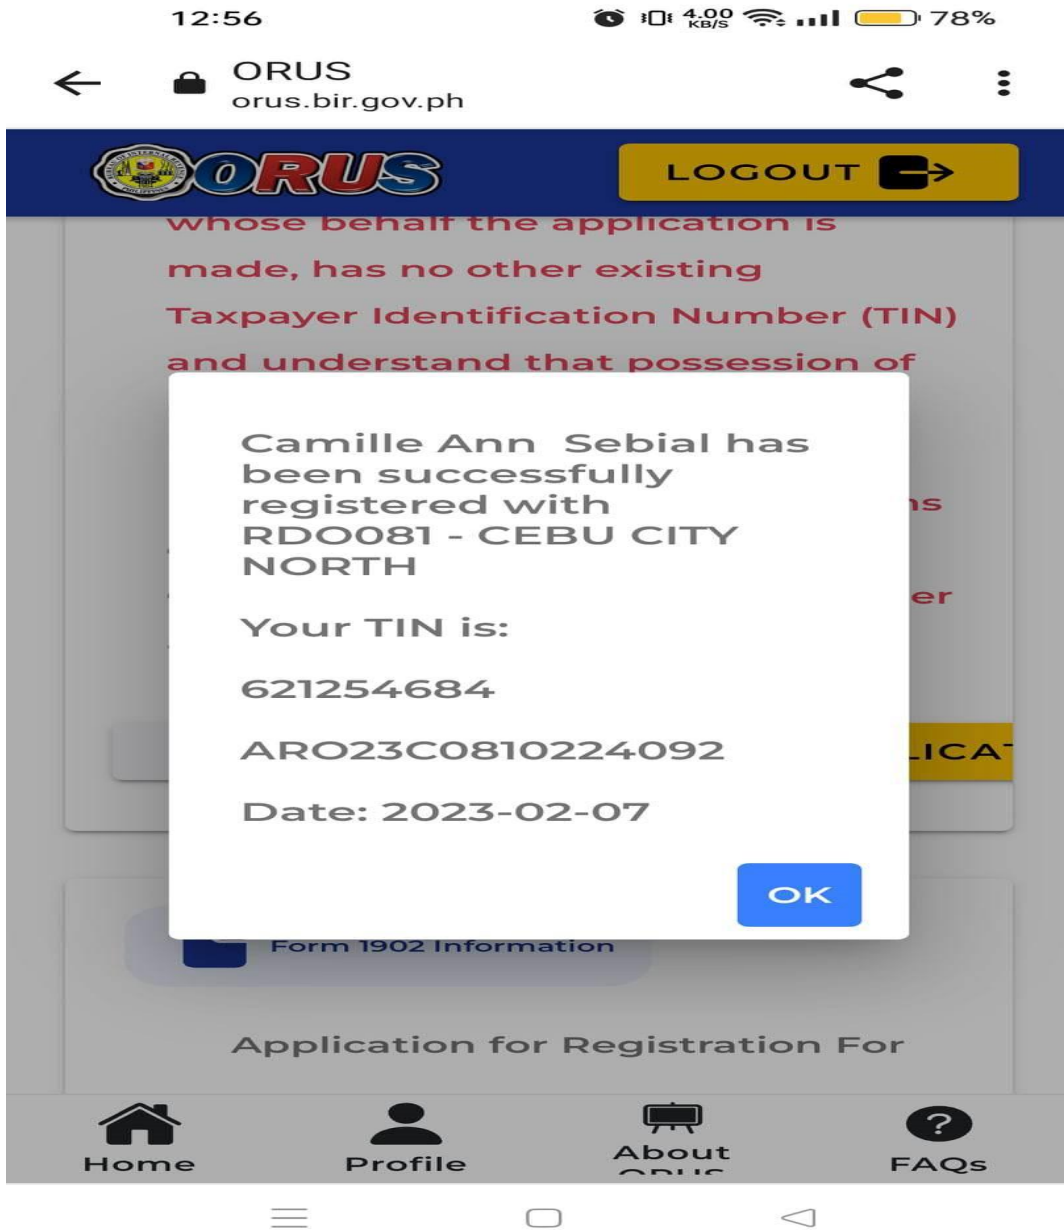 12:56 4.00 KB/S 78%
ORUS
orus.bir.gov.ph
ORUS LOGOUT
whose behalf the application is
made, has no other existing
Taxpayer Identification Number (TIN)
and understand that possession of
Camille Ann  Sebial has
been successfully
registered with
RDO081 - CEBU CITY
NORTH
Your TIN is:
621254684
ARO23C0810224092
Date: 2023-02-07
OK
Form 1902 Information
Application for Registration For
Home Profile About ORUS FAQs